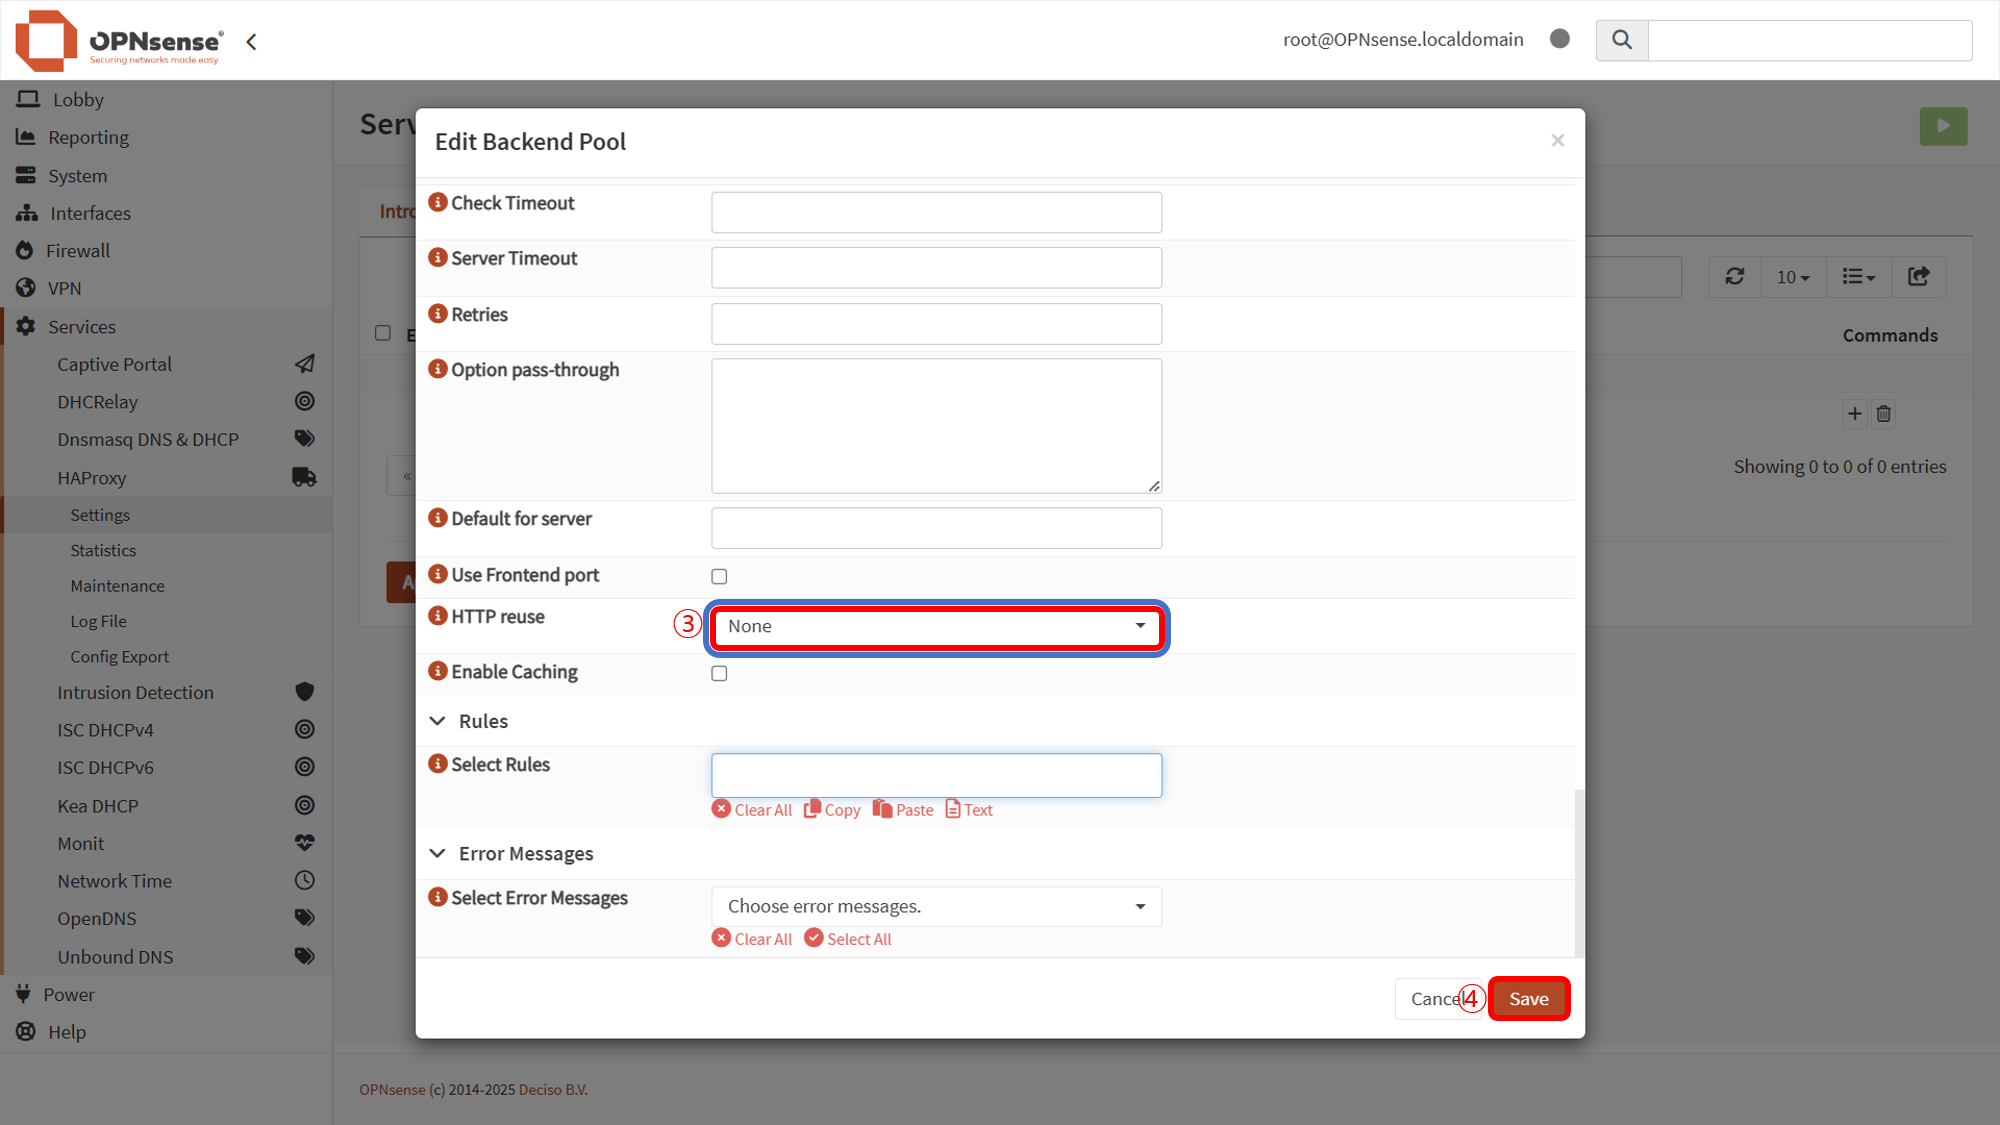 OPNsense®
Securing networks made easy
root@OPNsense.localdomain
Lobby
Reporting
System
Interfaces
Firewall
VPN
Services
Captive Portal
DHCRelay
Dnsmasq DNS & DHCP
HAProxy
Settings
Statistics
Maintenance
Log File
Config Export
Intrusion Detection
ISC DHCPv4
ISC DHCPv6
Kea DHCP
Monit
Network Time
OpenDNS
Unbound DNS
Power
Help
Serv
Intro
E
«
A
10
Commands
Showing 0 to 0 of 0 entries
Edit Backend Pool
×
Check Timeout
Server Timeout
Retries
Option pass-through
Default for server
Use Frontend port
HTTP reuse
③
None
Enable Caching
Rules
Select Rules
Clear All Copy Paste Text
Error Messages
Select Error Messages
Choose error messages.
Clear All Select All
Cancel ④ Save
OPNsense (c) 2014-2025 Deciso B.V.